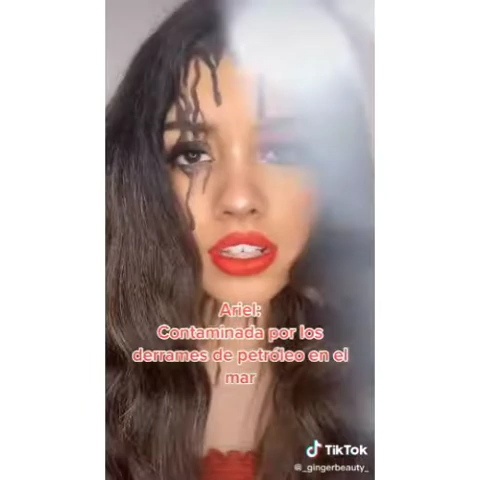 Ariel:
Contaminada por los
derrames de petróleo en el
mar
TikTok
@_gingerbeauty_